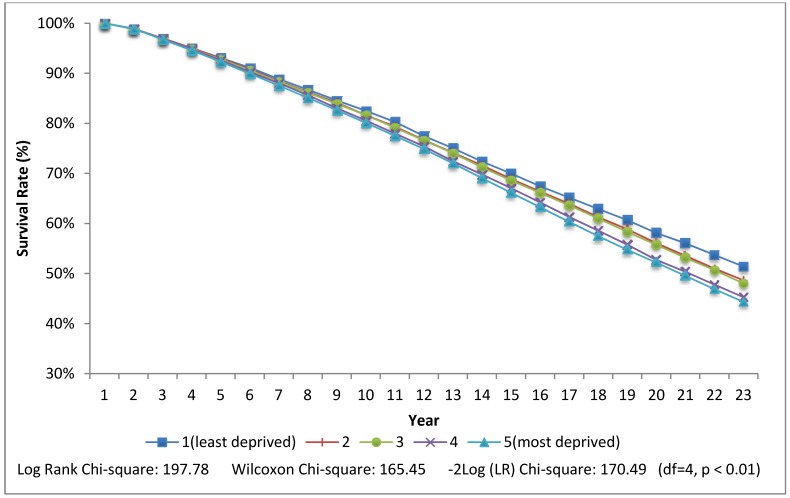 100%
90%
80%
70%
60%
50%
40%
30%
Survival Rate (%)
1 2 3 4 5 6 7 8 9 10 11 12 13 14 15 16 17 18 19 20 21 22 23
Year
1(least deprived) 2 3 4 5(most deprived)
Log Rank Chi-square: 197.78 Wilcoxon Chi-square: 165.45 -2Log (LR) Chi-square: 170.49 (df=4, p < 0.01)